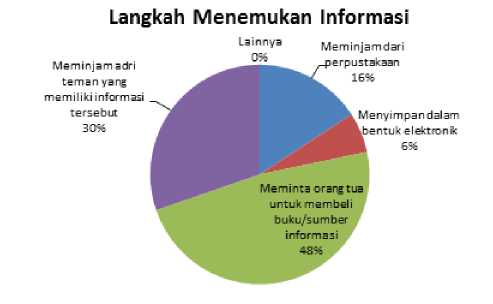 Langkah Menemukan Informasi
Lainnya
0%
Meminjam dari
perpustakaan
16%
Menyimpan dalam
bentuk elektronik
6%
Meminta orang tua
untuk membeli
buku/sumber
informasi
48%
Meminjam adri
teman yang
memiliki informasi
tersebut
30%